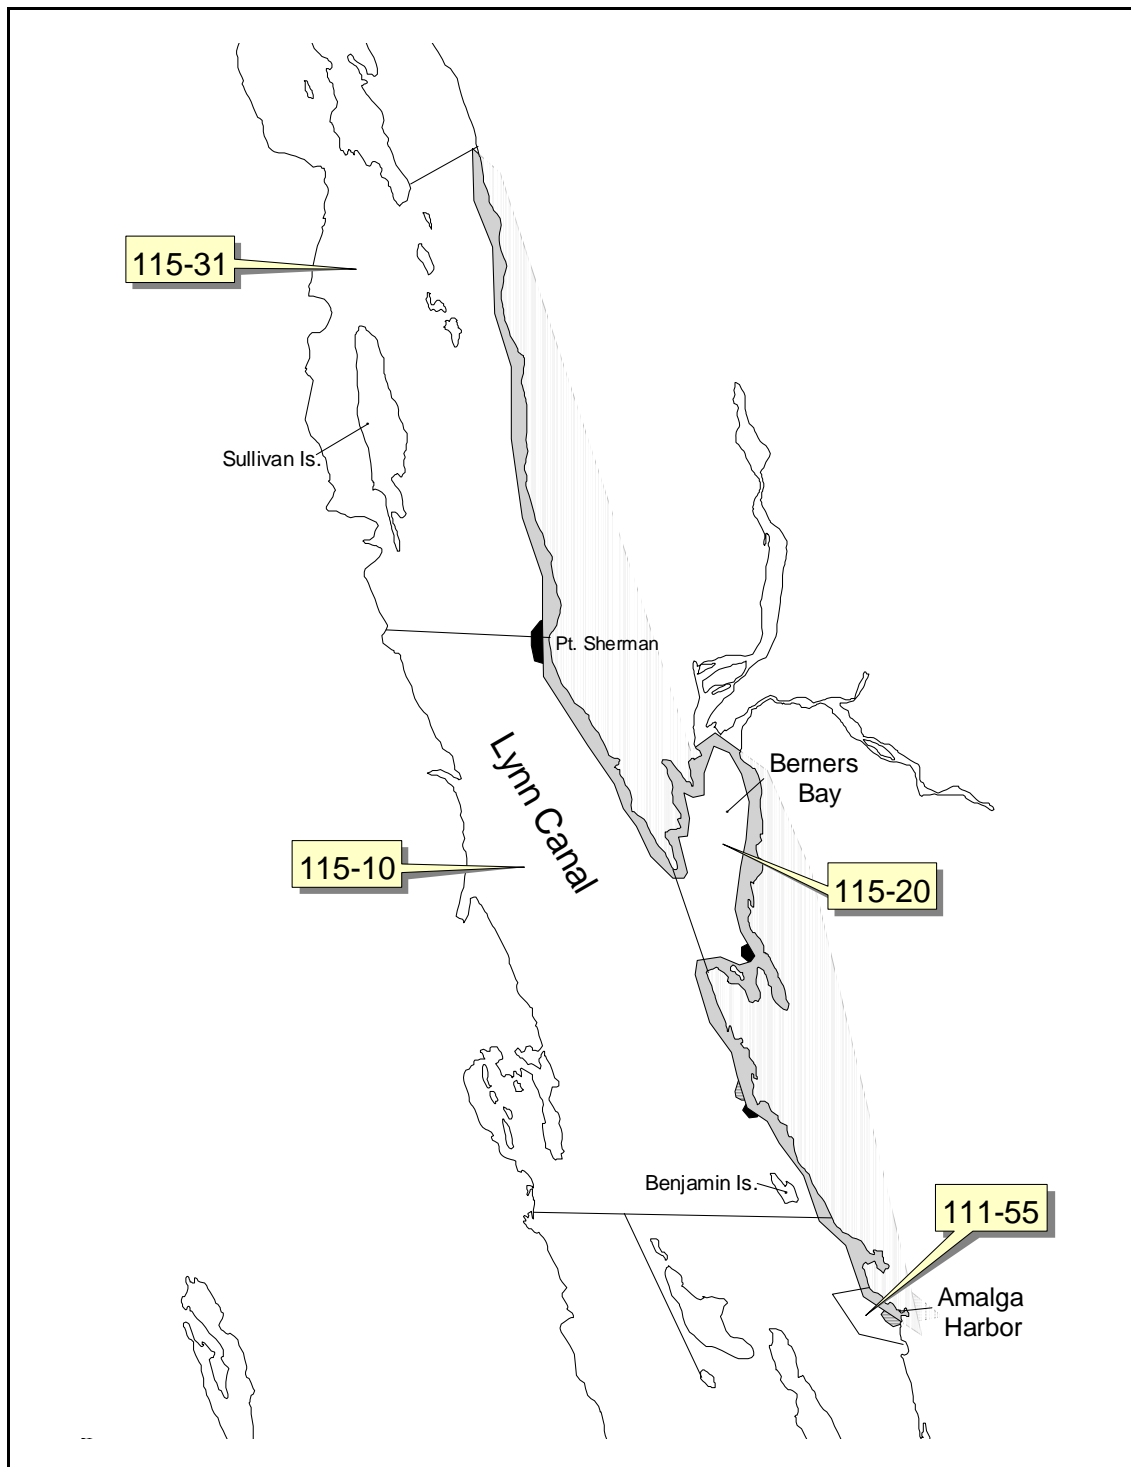 115-31
Sullivan Is.
Pt. Sherman
Lynn Canal
Berners
Bay
115-10
115-20
Benjamin Is.
111-55
Amalga
Harbor